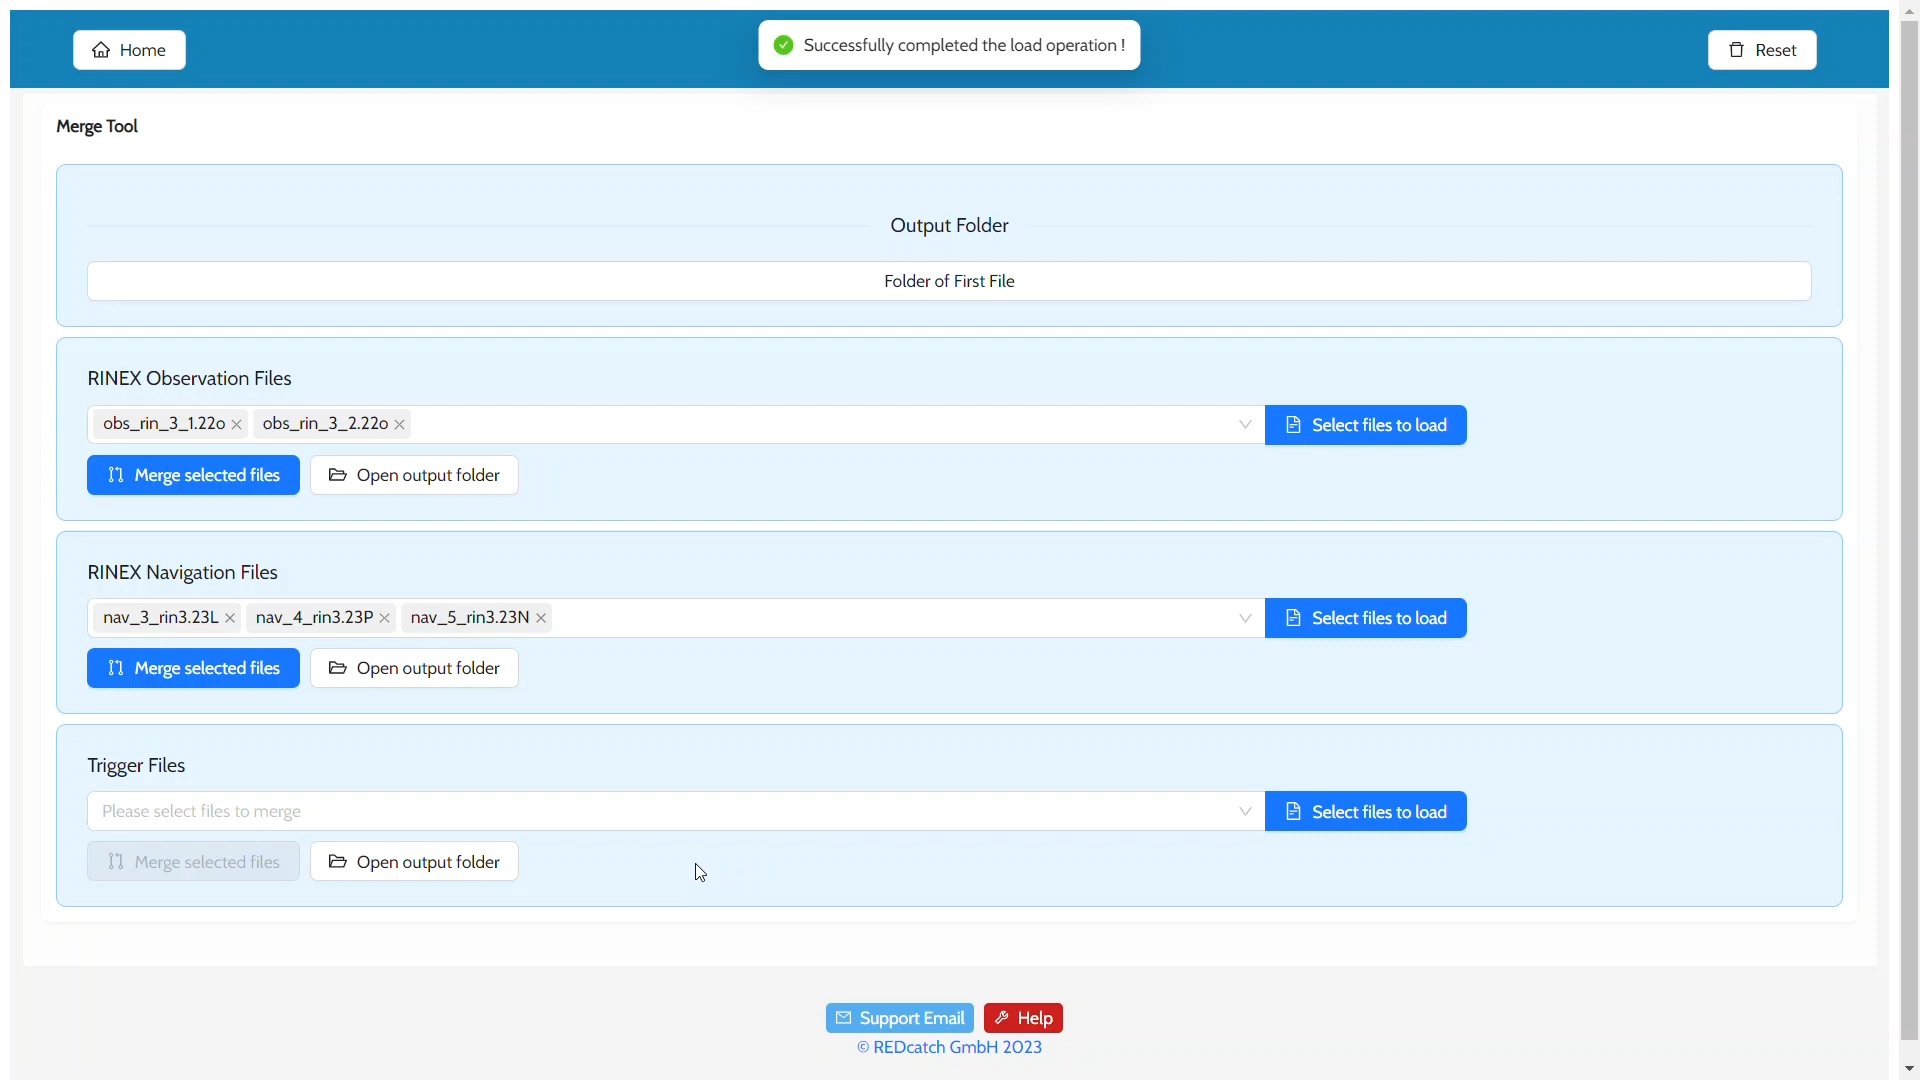 Home
Successfully completed the load operation !
Reset
Merge Tool
Output Folder
Folder of First File
RINEX Observation Files
obs_rin_3_1.22o obs_rin_3_2.22o
Select files to load
Merge selected files
Open output folder
RINEX Navigation Files
nav_3_rin3.23L nav_4_rin3.23P nav_5_rin3.23N
Select files to load
Merge selected files
Open output folder
Trigger Files
Please select files to merge
Select files to load
Merge selected files
Open output folder
Support Email
Help
© REDcatch GmbH 2023